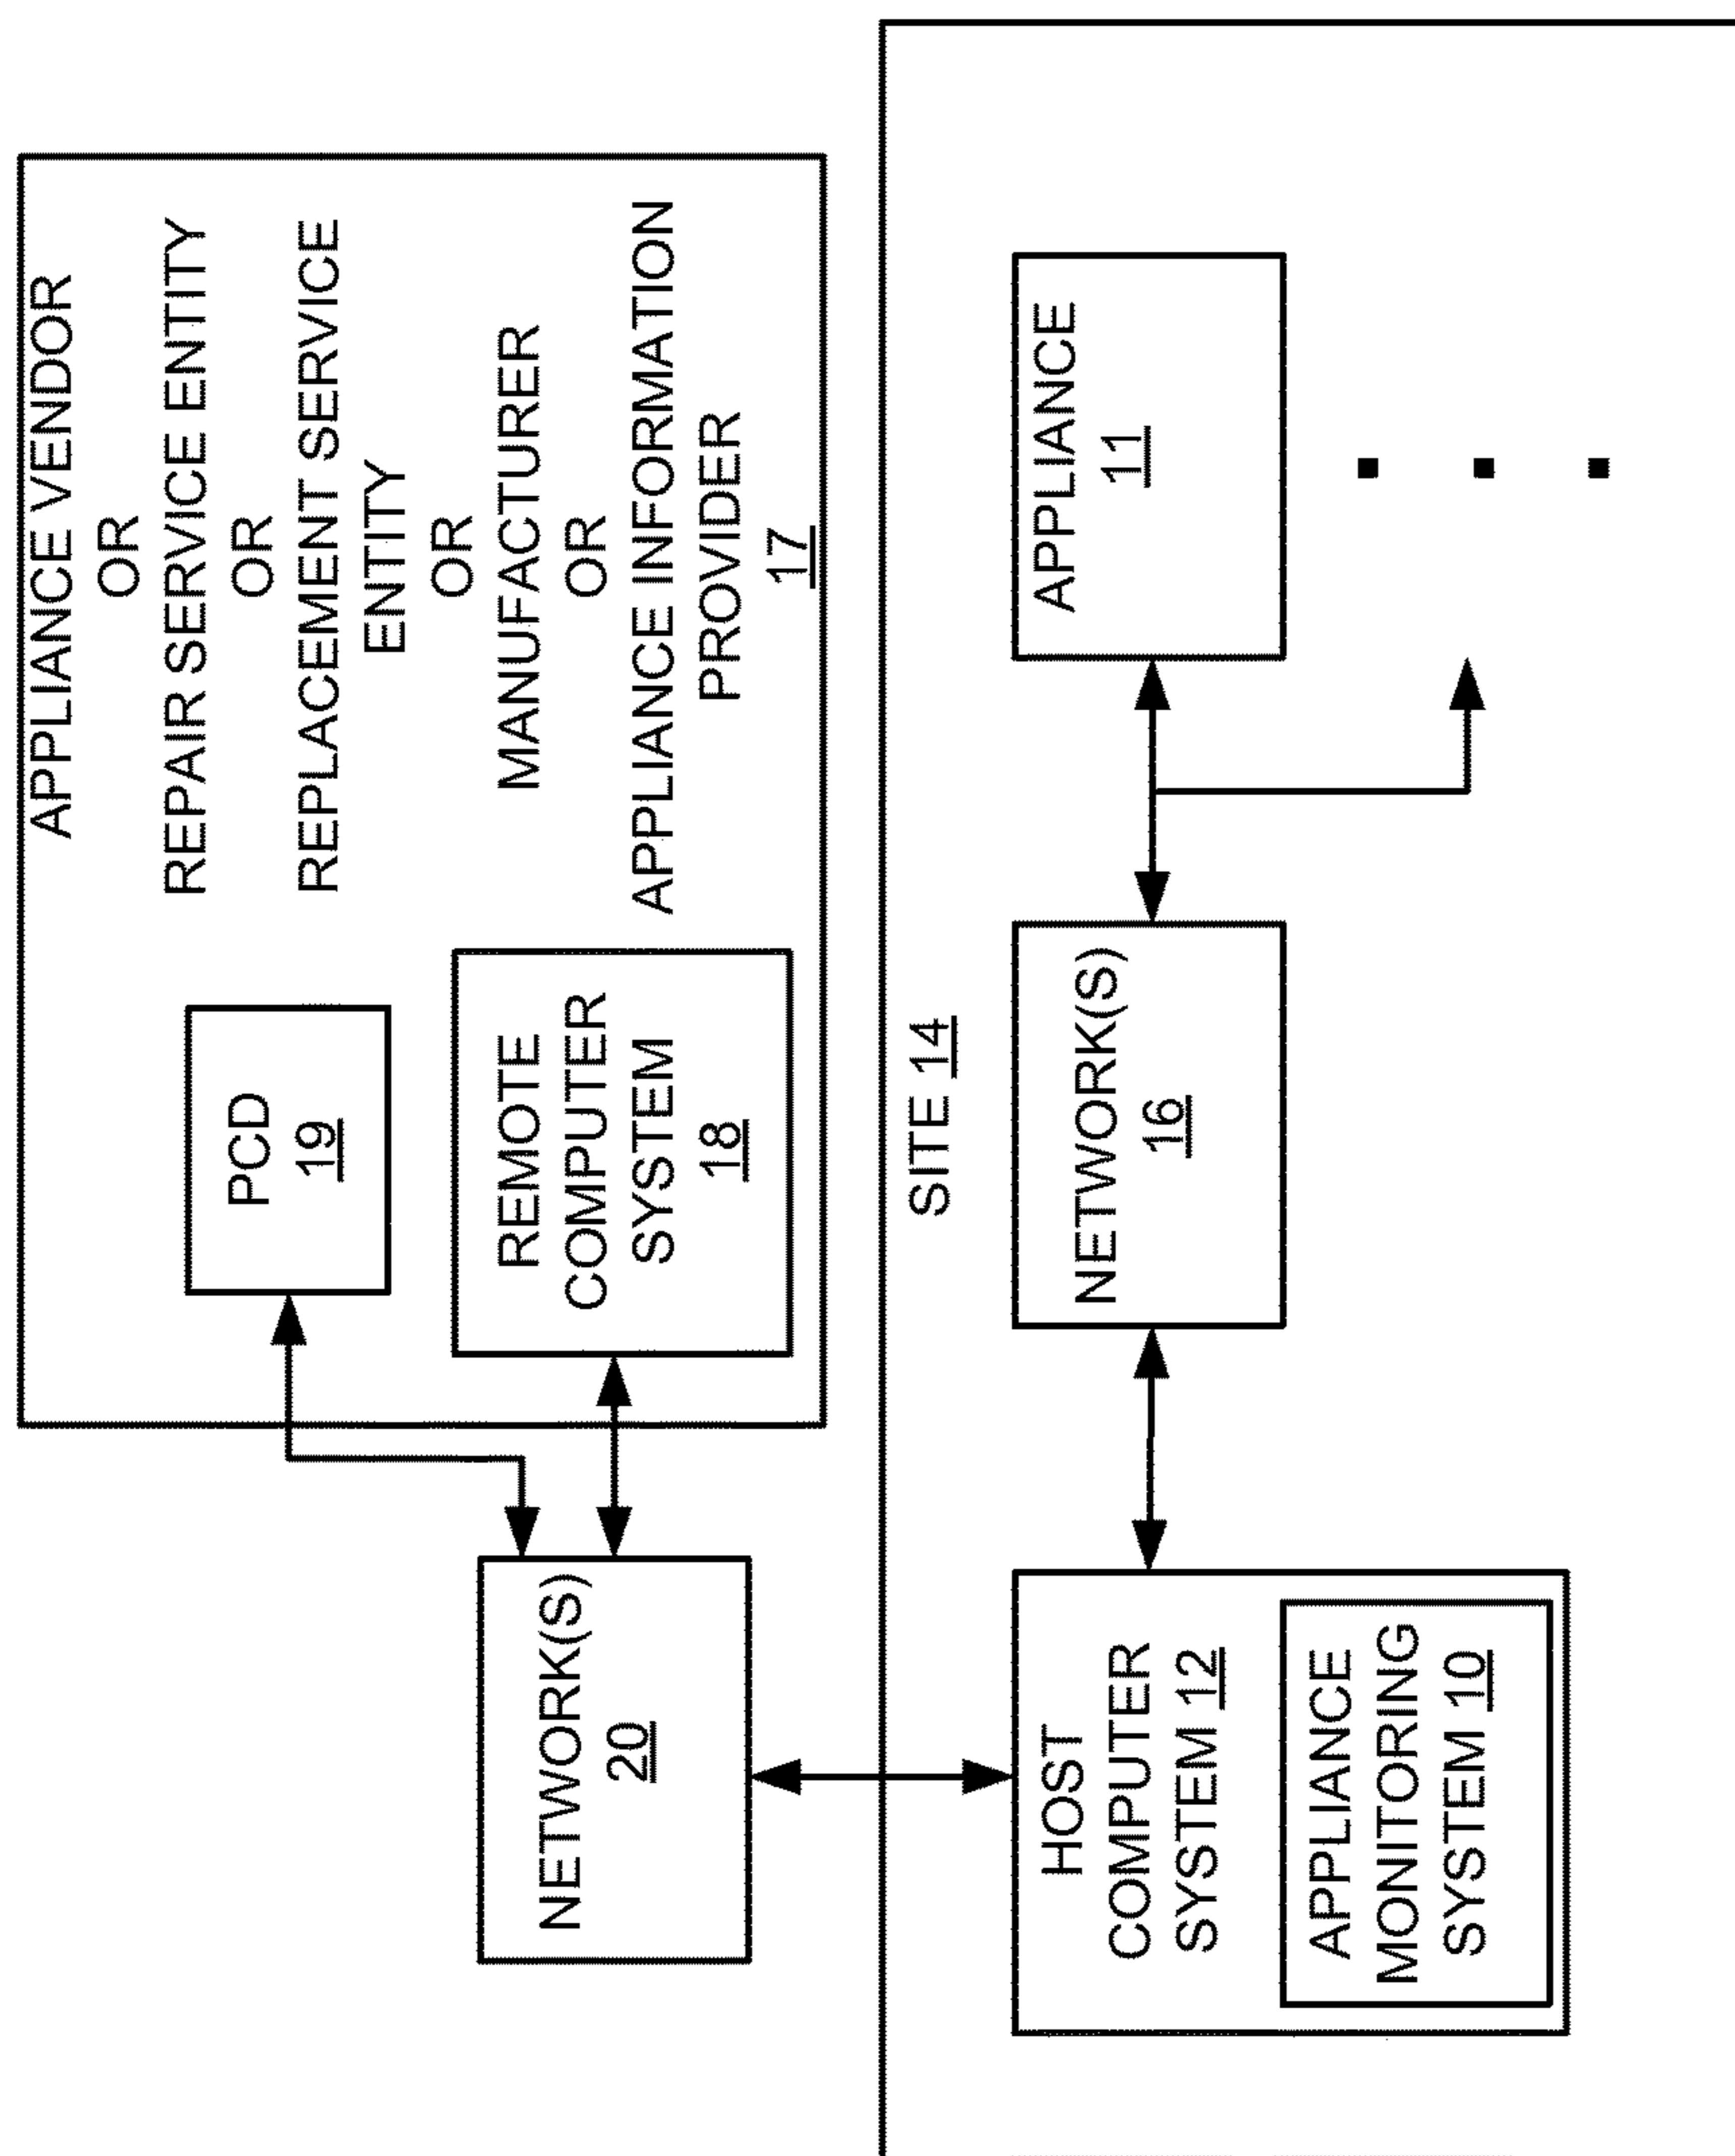 APPLIANCE VENDOR
OR
REPAIR SERVICE ENTITY
OR
REPLACEMENT SERVICE
ENTITY
OR
MANUFACTURER
OR
APPLIANCE INFORMATION
PROVIDER
17
PCD
19
REMOTE
COMPUTER
SYSTEM
18
NETWORK(S)
20
SITE 14
HOST
COMPUTER
SYSTEM 12
APPLIANCE
MONITORING
SYSTEM 10
NETWORK(S)
16
APPLIANCE
11